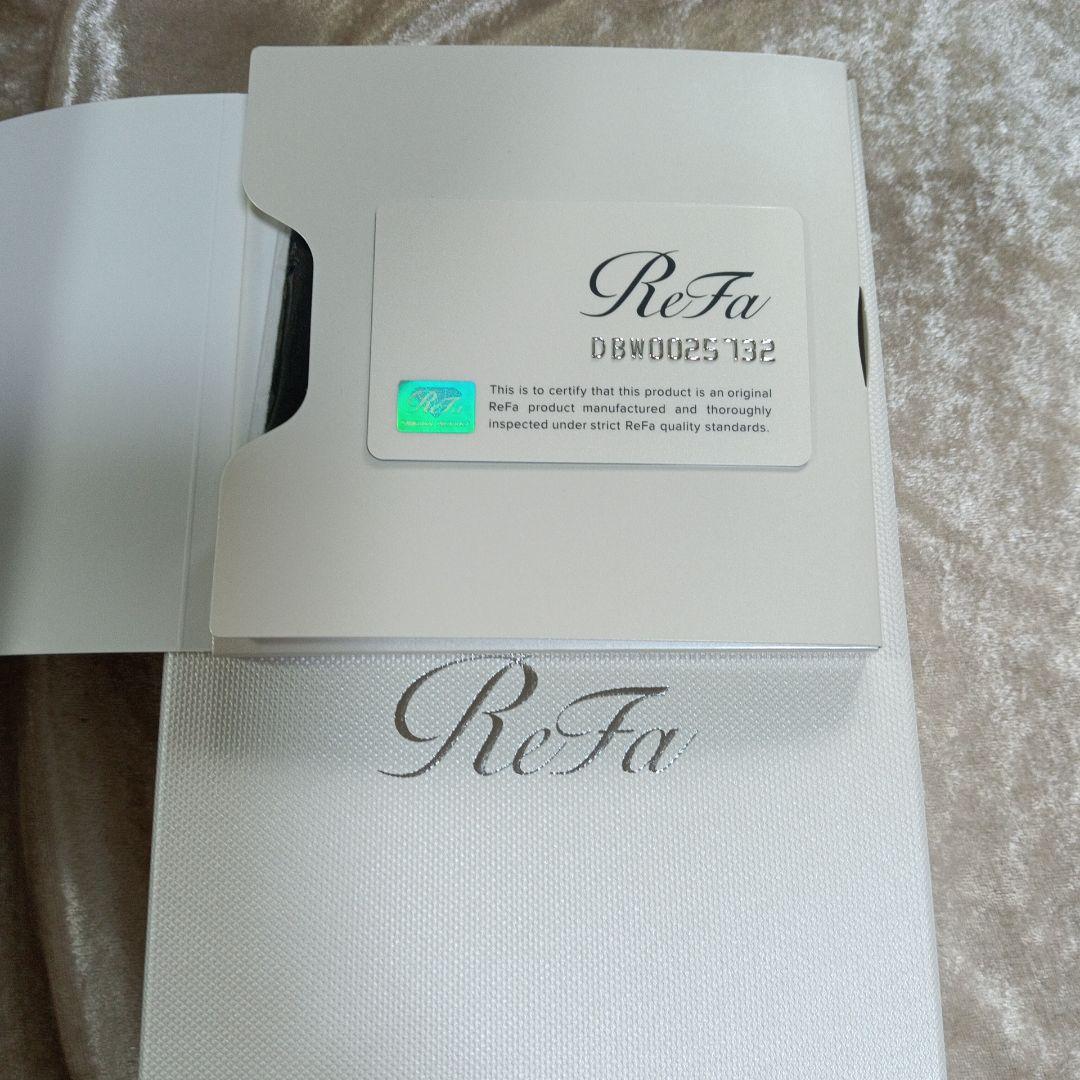 ReFa
DBW0025732
This is to certify that this product is an original
ReFa product manufactured and thoroughly
inspected under strict ReFa quality standards.
ReFa
ReFa